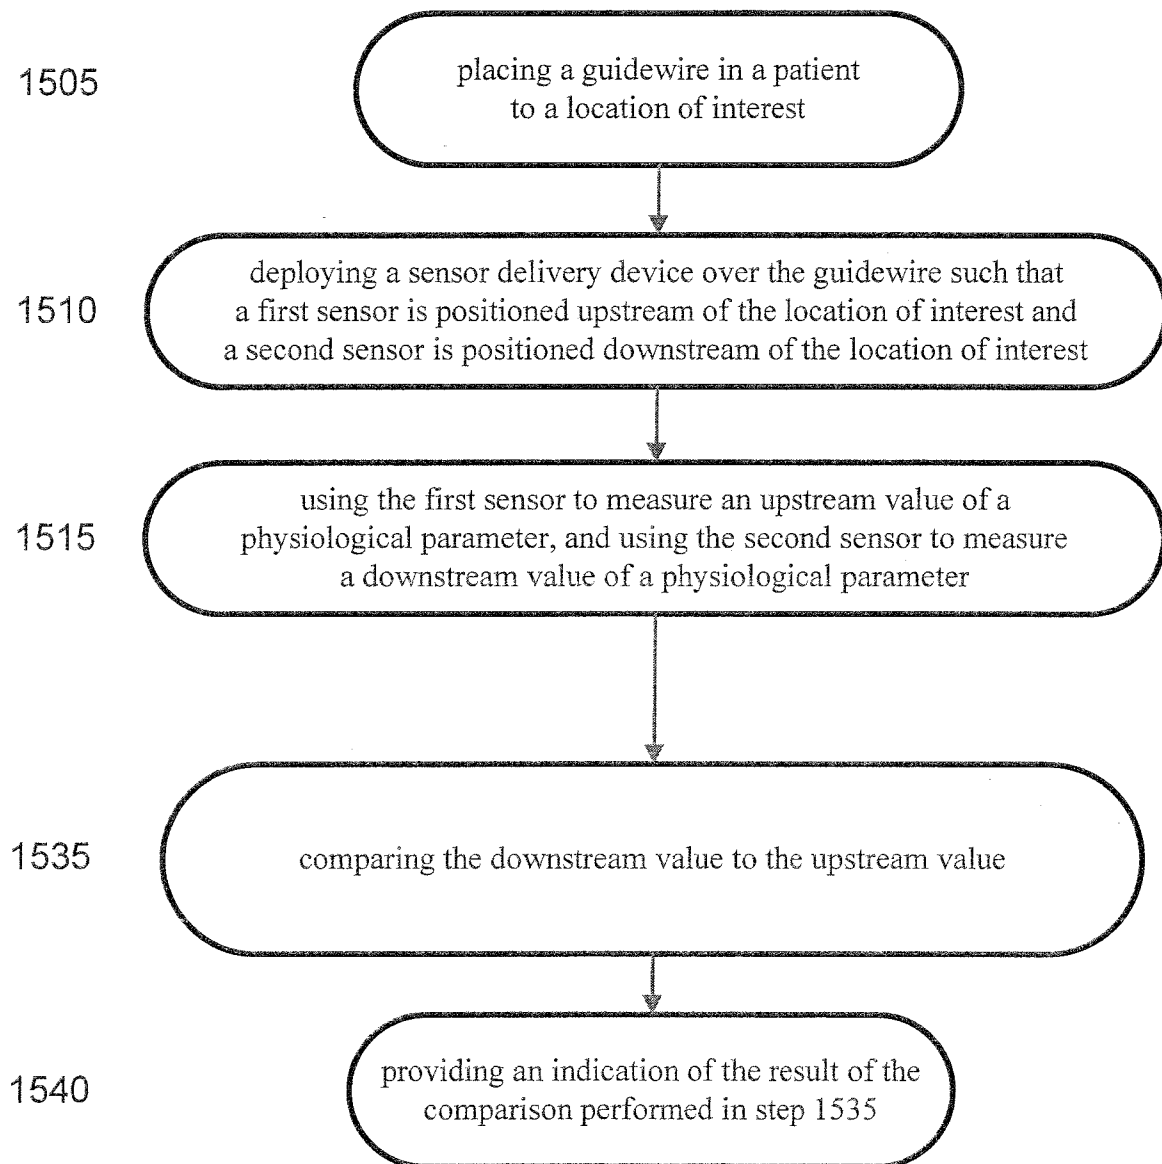 1505
placing a guidewire in a patient
to a location of interest
1510
deploying a sensor delivery device over the guidewire such that
a first sensor is positioned upstream of the location of interest and
a second sensor is positioned downstream of the location of interest
1515
using the first sensor to measure an upstream value of a
physiological parameter, and using the second sensor to measure
a downstream value of a physiological parameter
1535
comparing the downstream value to the upstream value
1540
providing an indication of the result of the
comparison performed in step 1535